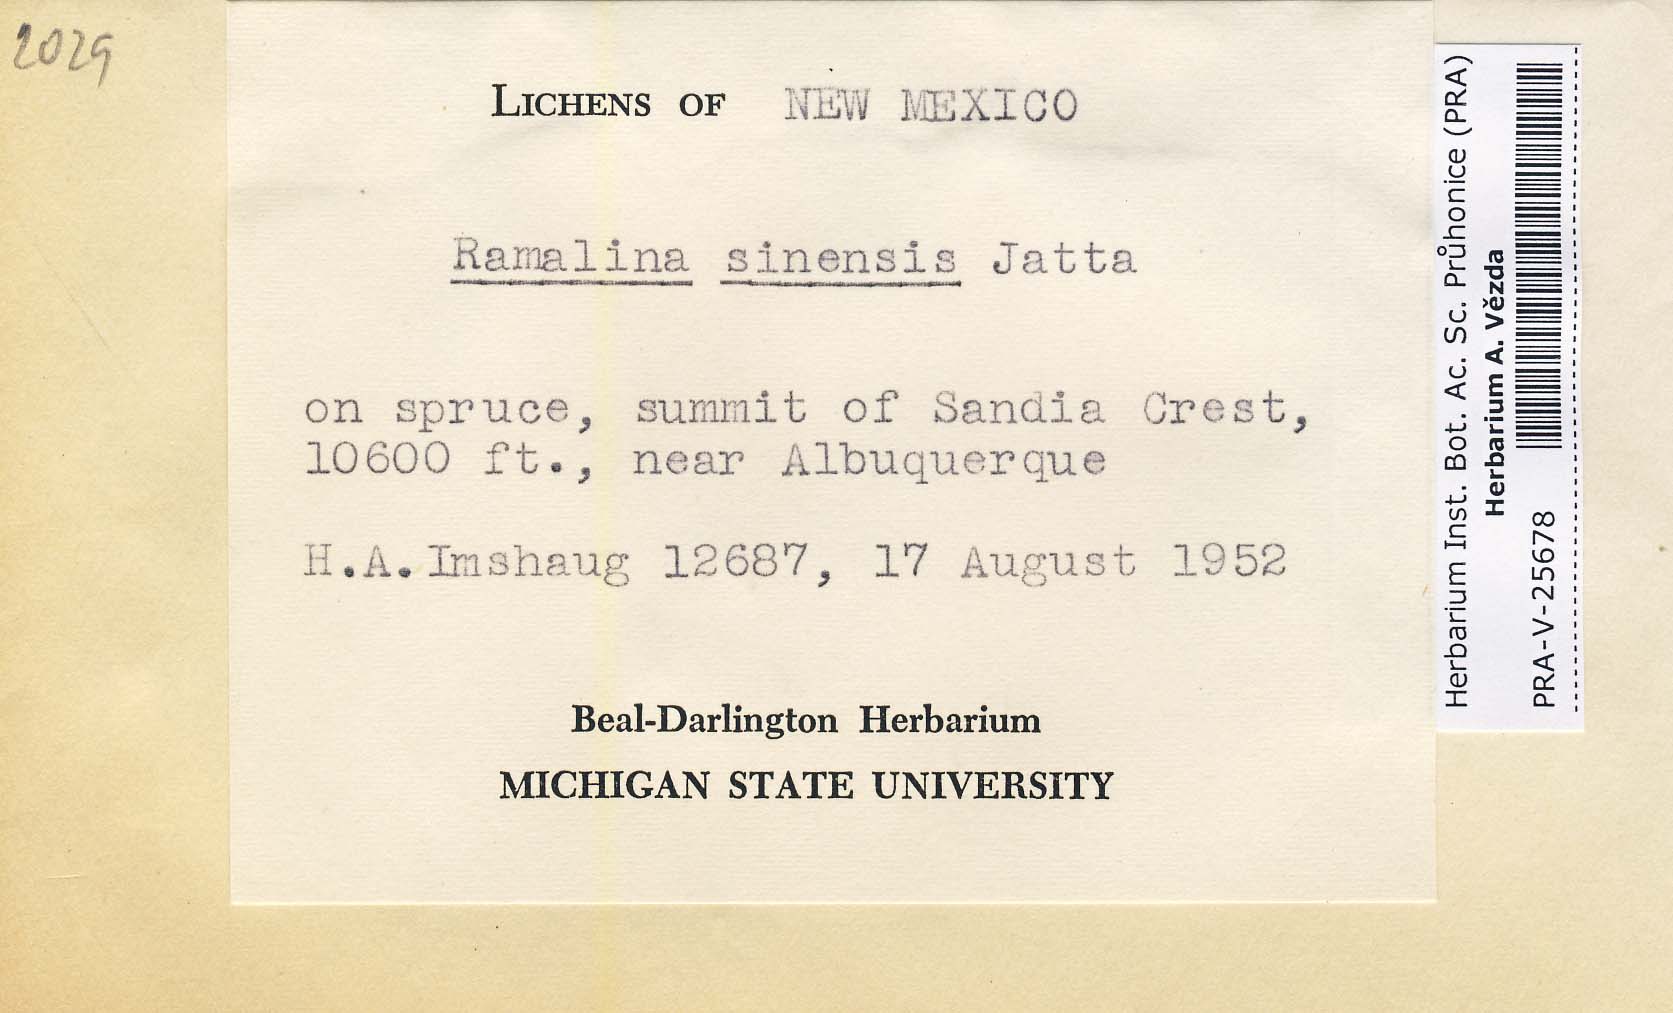 2029
LICHENS OF NEW MEXICO
Ramalina sinensis Jatta
on spruce, summit of Sandia Crest,
10600 ft., near Albuquerque
H.A.Imshaug 12687, 17 August 1952
Beal-Darlington Herbarium
MICHIGAN STATE UNIVERSITY
Herbarium Inst. Bot. Ac. Sc. Průhonice (PRA)
Herbarium A. Vězda
PRA-V-25678